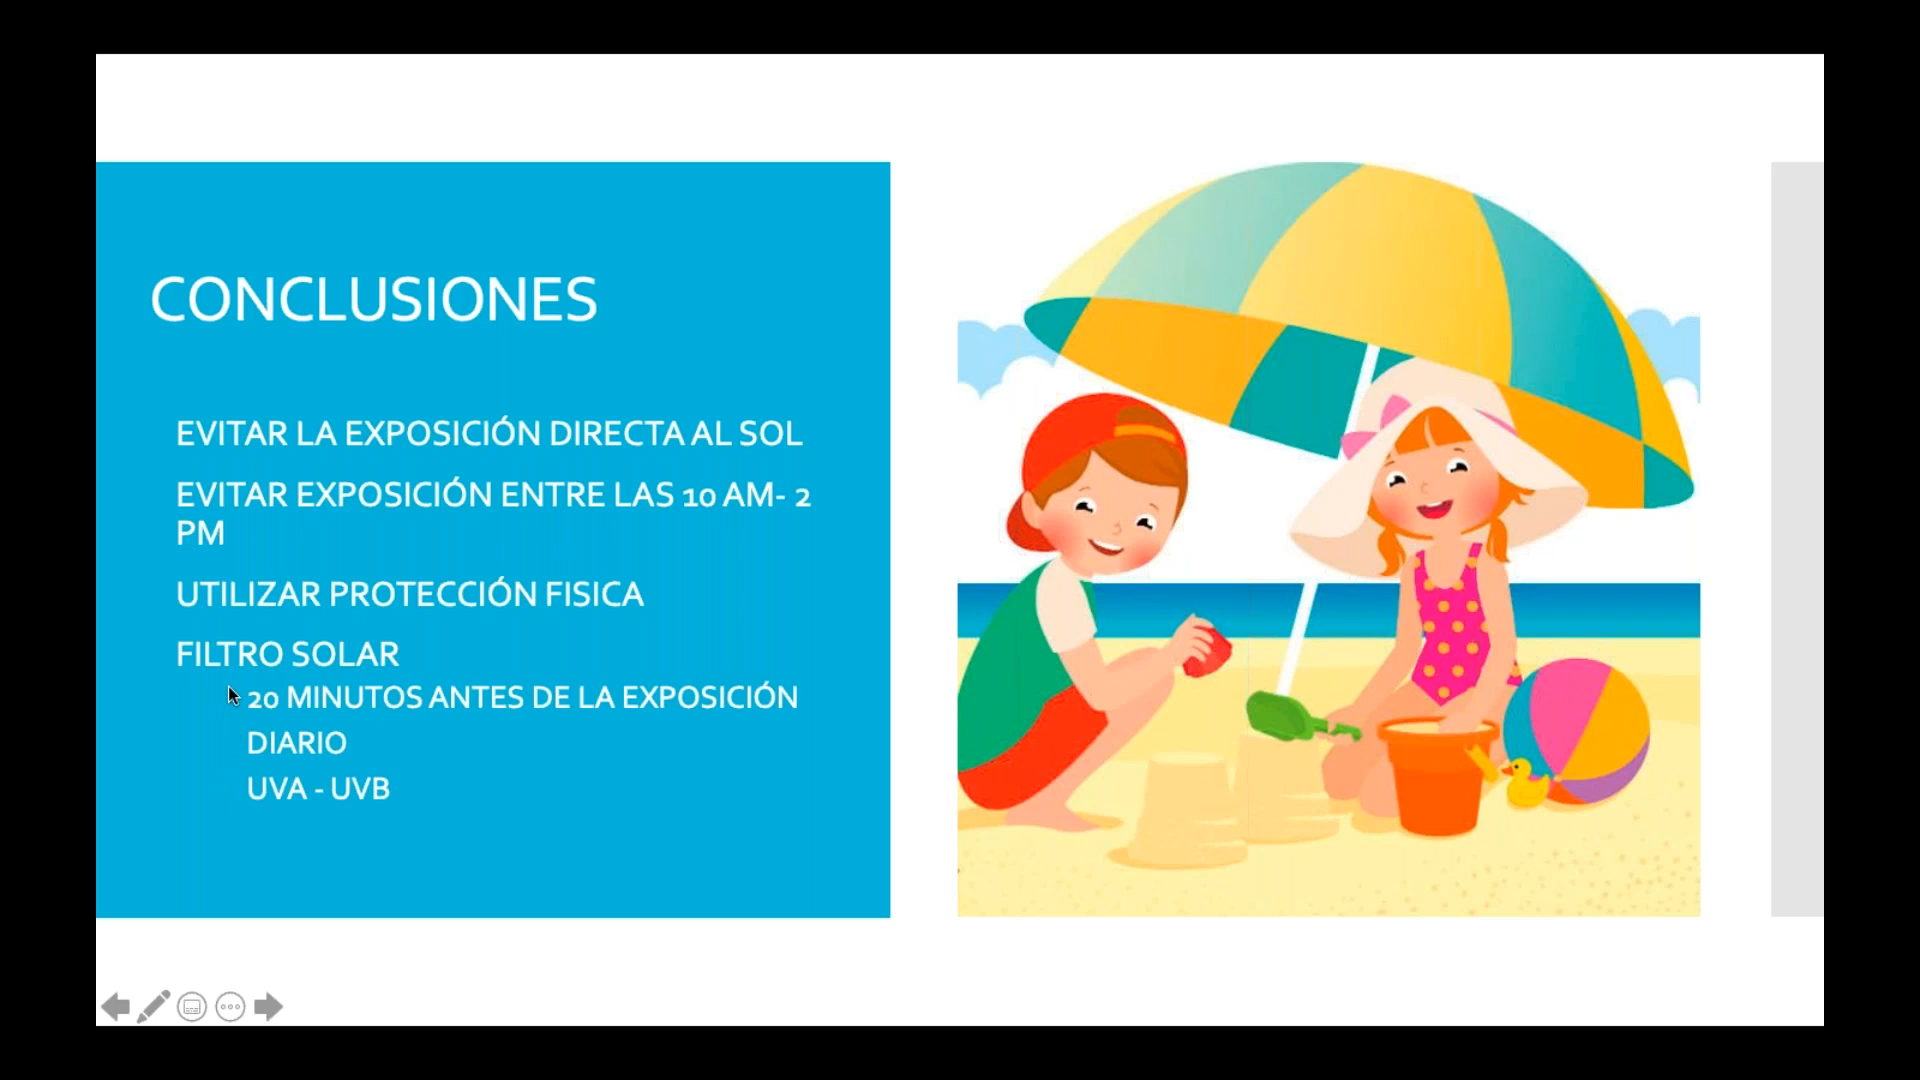 CONCLUSIONES
EVITAR LA EXPOSICIÓN DIRECTA AL SOL
EVITAR EXPOSICIÓN ENTRE LAS 10 AM- 2
PM
UTILIZAR PROTECCIÓN FISICA
FILTRO SOLAR
20 MINUTOS ANTES DE LA EXPOSICIÓN
DIARIO
UVA - UVB